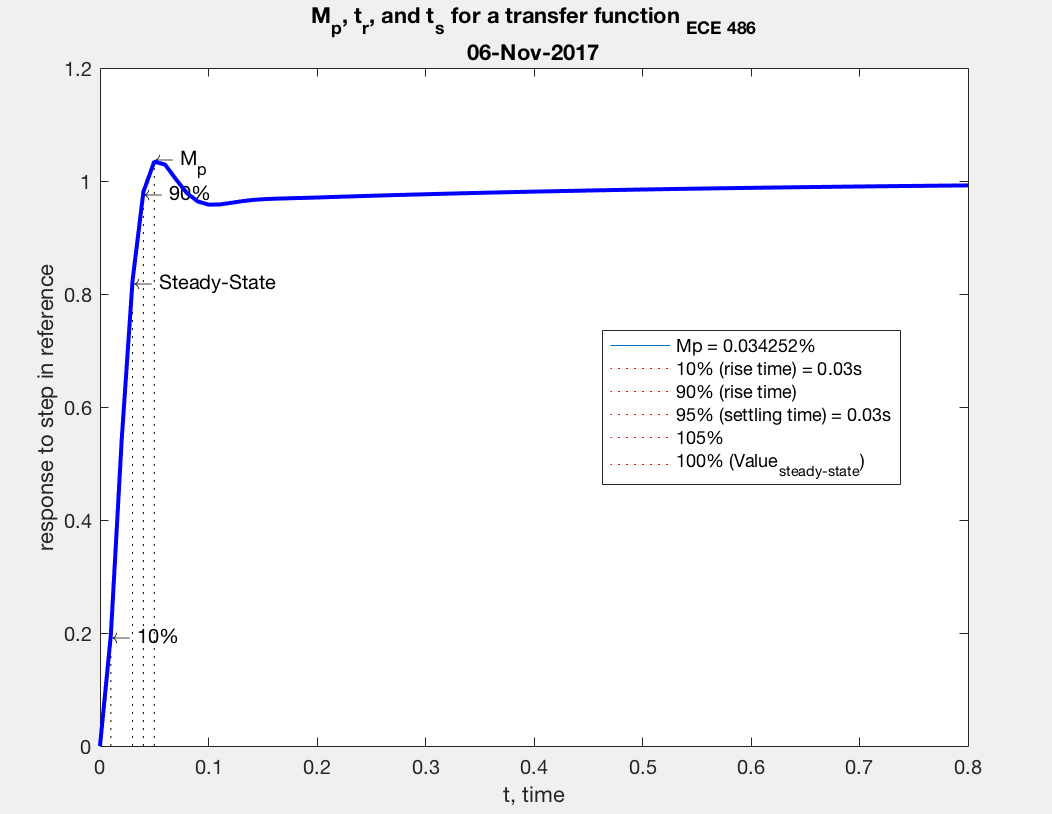 Mp, tr, and ts for a transfer function ECE 486
06-Nov-2017
1.2
1
0.8
0.6
0.4
0.2
0
response to step in reference
Mp
90%
Steady-State
10%
Mp = 0.034252%
10% (rise time) = 0.03s
90% (rise time)
95% (settling time) = 0.03s
105%
100% (Valuesteady-state)
0 0.1 0.2 0.3 0.4 0.5 0.6 0.7 0.8
t, time